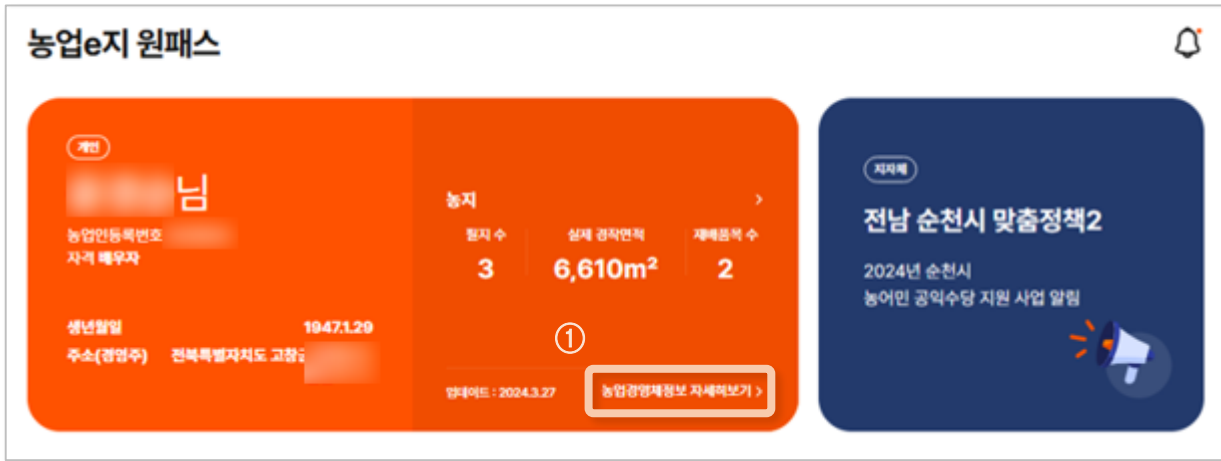 농업e지 원패스
개인
님
농업인등록번호
자격 배우자
생년월일 1947.1.29
주소(경영주) 전북특별자치도 고창군
농지 >
필지 수 실제 경작면적 재배품목 수
3 6,610m² 2
①
업데이트 : 2024.3.27 농업경영체정보 자세히보기 >
지자체
전남 순천시 맞춤정책2
2024년 순천시
농어민 공익수당 지원 사업 알림